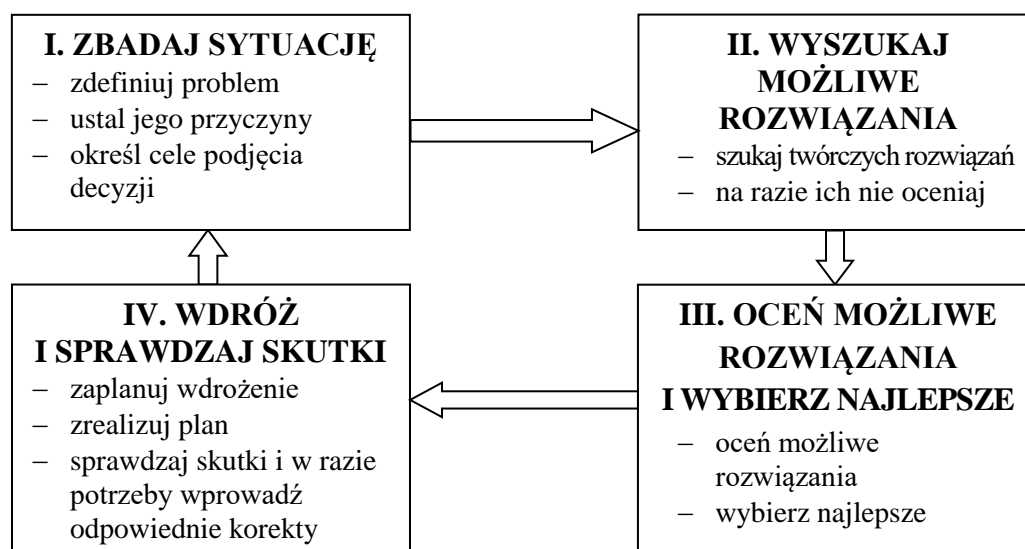 I. ZBADAJ SYTUACJĘ
– zdefiniuj problem
– ustal jego przyczyny
– określ cele podjęcia
decyzji
II. WYSZUKAJ
MOŻLIWE
ROZWIĄZANIA
– szukaj twórczych rozwiązań
– na razie ich nie oceniaj
III. OCEŃ MOŻLIWE
ROZWIĄZANIA
I WYBIERZ NAJLEPSZE
– oceń możliwe
rozwiązania
– wybierz najlepsze
IV. WDRÓŻ
I SPRAWDZAJ SKUTKI
– zaplanuj wdrożenie
– zrealizuj plan
– sprawdzaj skutki i w razie
potrzeby wprowadź
odpowiednie korekty